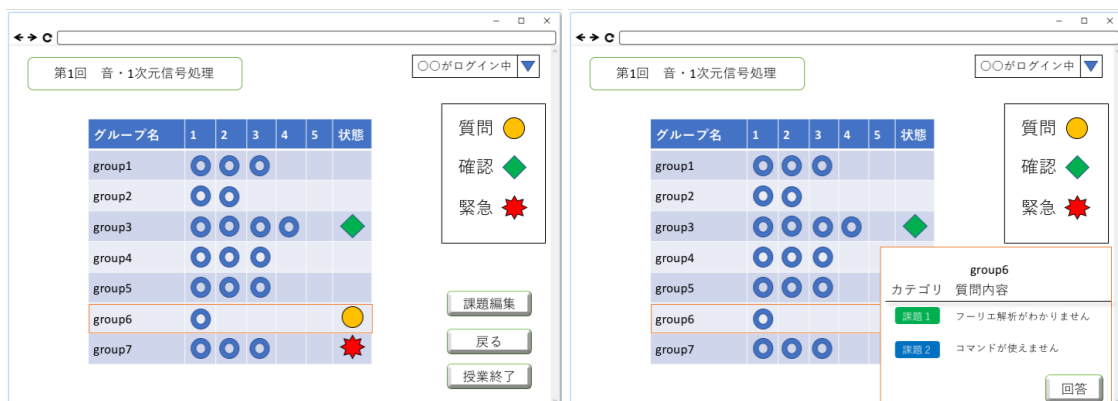 第1回 音・1次元信号処理
〇〇がログイン中
グループ名 1 2 3 4 5 状態
group1
group2
group3
group4
group5
group6
group7
質問
確認
緊急
課題編集
戻る
授業終了
第1回 音・1次元信号処理
〇〇がログイン中
グループ名 1 2 3 4 5 状態
group1
group2
group3
group4
group5
group6
group7
質問
確認
緊急
group6
カテゴリ 質問内容
課題1 フーリエ解析がわかりません
課題2 コマンドが使えません
回答